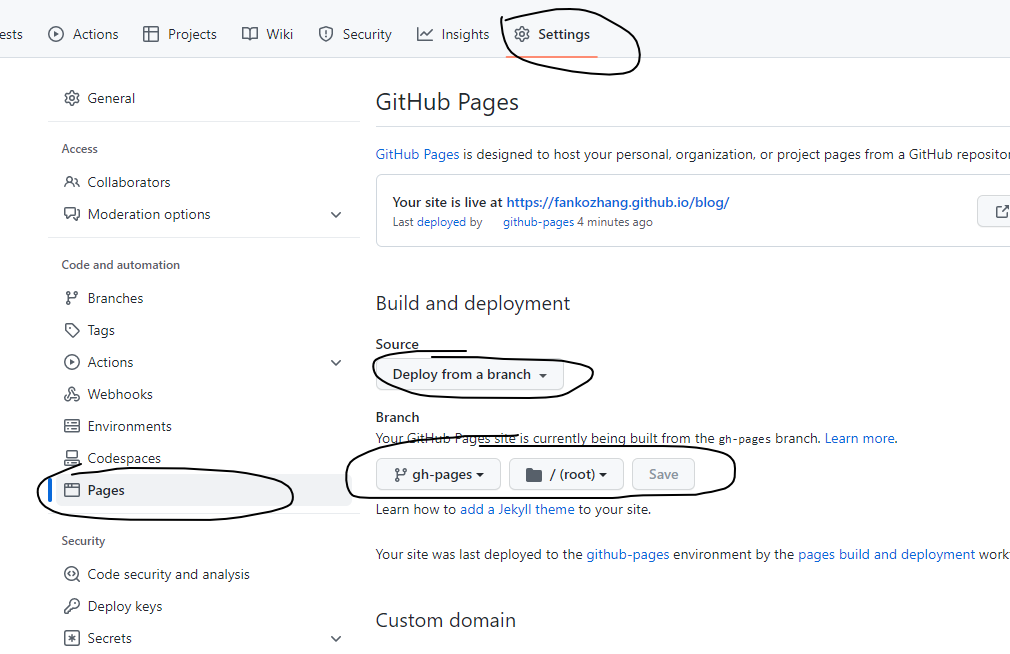 ests Actions Projects Wiki Security Insights Settings
General
Access
Collaborators
Moderation options
Code and automation
Branches
Tags
Actions
Webhooks
Environments
Codespaces
Pages
Security
Code security and analysis
Deploy keys
Secrets
GitHub Pages
GitHub Pages is designed to host your personal, organization, or project pages from a GitHub repositor
Your site is live at https://fankozhang.github.io/blog/
Last deployed by github-pages 4 minutes ago
Build and deployment
Source
Deploy from a branch
Branch
Your GitHub Pages site is currently being built from the gh-pages branch. Learn more.
gh-pages / (root) Save
Learn how to add a Jekyll theme to your site.
Your site was last deployed to the github-pages environment by the pages build and deployment work
Custom domain